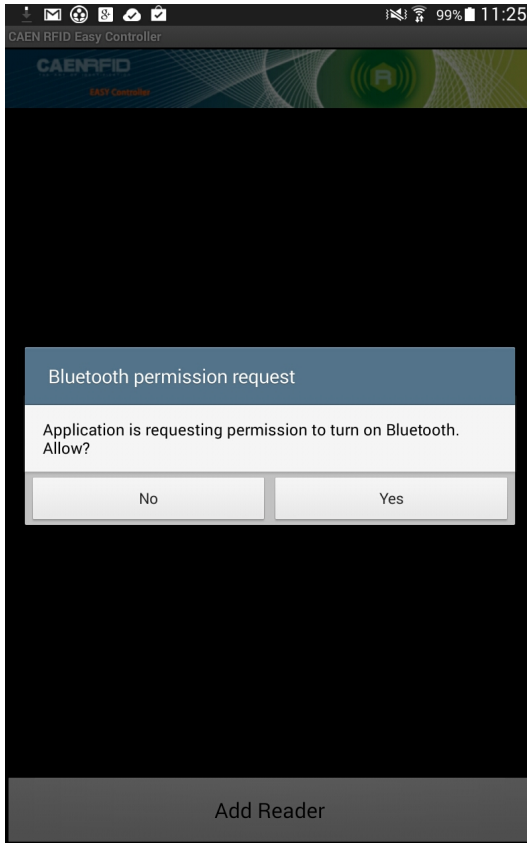 99% 11:25
CAEN RFID Easy Controller
CAENRFID
EASY Controller
R
Bluetooth permission request
Application is requesting permission to turn on Bluetooth.
Allow?
No
Yes
Add Reader